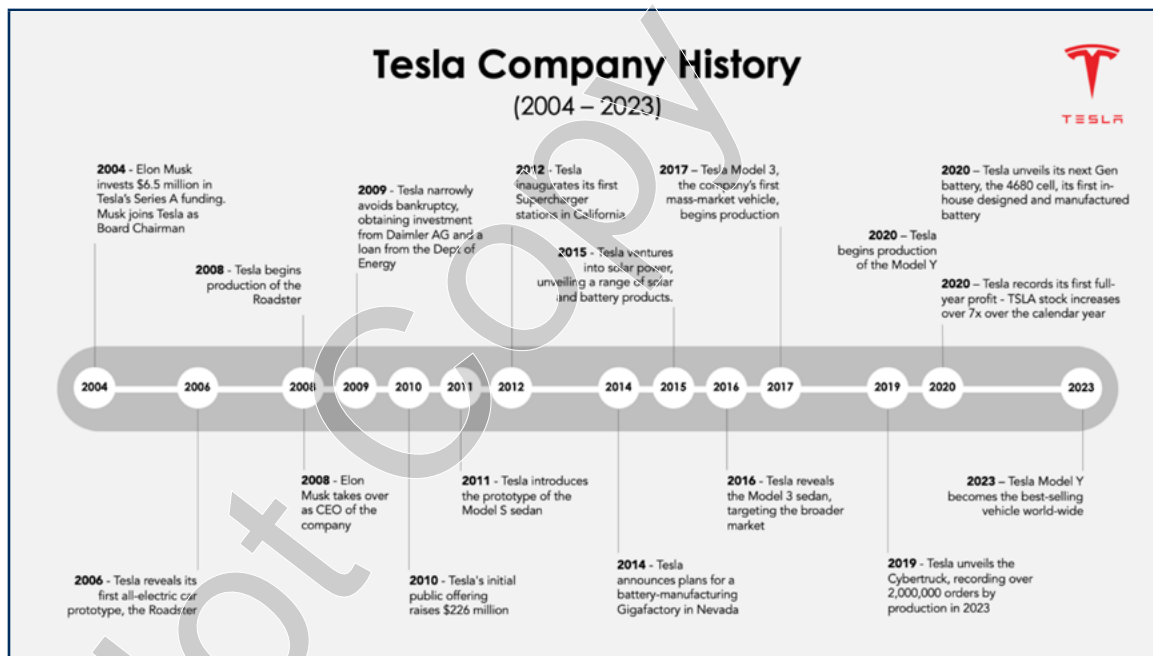 Tesla Company History
(2004 – 2023)
TESLA
2004 - Elon Musk
invests $6.5 million in
Tesla's Series A funding.
Musk joins Tesla as
Board Chairman
2008 - Tesla begins
production of the
Roadster
2009 - Tesla narrowly
avoids bankruptcy,
obtaining investment
from Daimler AG and a
loan from the Dept of
Energy
2012 - Tesla
inaugurates its first
Supercharger
stations in California
2015 - Tesla ventures
into solar power,
unveiling a range of solar
and battery products.
2017 – Tesla Model 3,
the company's first
mass-market vehicle,
begins production
2020 – Tesla
begins production
of the Model Y
2020 – Tesla unveils its next Gen
battery, the 4680 cell, its first in-
house designed and manufactured
battery
2020 – Tesla records its first full-
year profit - TSLA stock increases
over 7x over the calendar year
2004 2006 2008 2009 2010 2011 2012 2014 2015 2016 2017 2019 2020 2023
2006 - Tesla reveals its
first all-electric car
prototype, the Roadster
2008 - Elon
Musk takes over
as CEO of the
company
2010 - Tesla's initial
public offering
raises $226 million
2011 - Tesla introduces
the prototype of the
Model S sedan
2014 - Tesla
announces plans for a
battery-manufacturing
Gigafactory in Nevada
2016 - Tesla reveals
the Model 3 sedan,
targeting the broader
market
2019 - Tesla unveils the
Cybertruck, recording over
2,000,000 orders by
production in 2023
2023 – Tesla Model Y
becomes the best-selling
vehicle world-wide
ot Copy